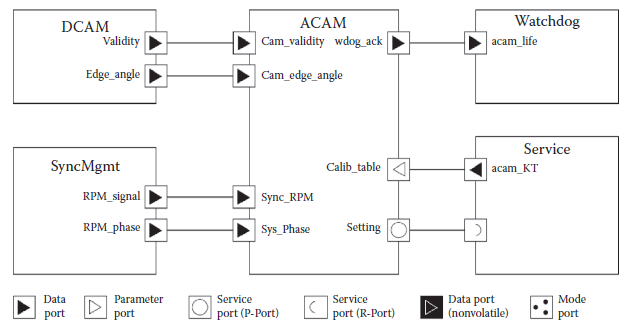 DCAM
ACAM
Watchdog
Validity
Cam_validity wdog_ack
acam_life
Edge_angle
Cam_edge_angle
Service
SyncMgmt
Calib_table
acam_KT
RPM_signal
Sync_RPM
RPM_phase
Sys_Phase
Setting
Data
port
Parameter
port
Service
port (P-Port)
Service
port (R-Port)
Data port
(nonvolatile)
Mode
port